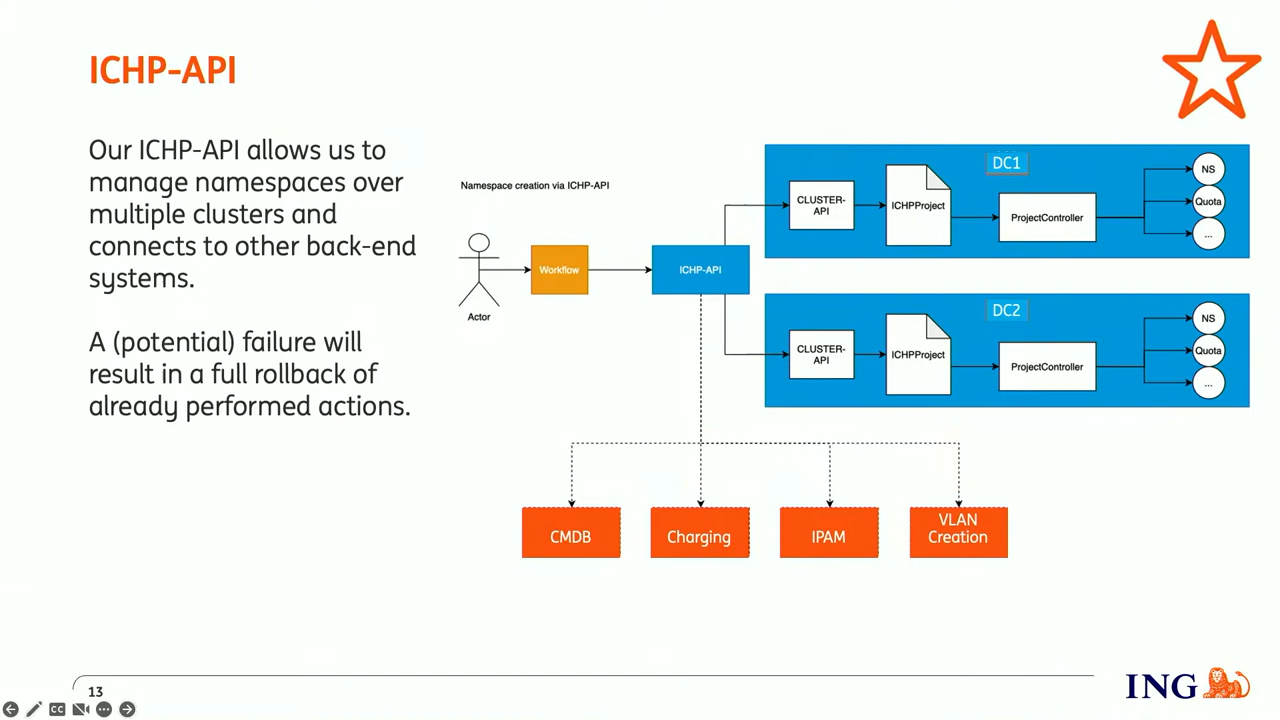 ICHP-API
Our ICHP-API allows us to
manage namespaces over
multiple clusters and
connects to other back-end
systems.
A (potential) failure will
result in a full rollback of
already performed actions.
Namespace creation via ICHP-API
Actor
Workflow
ICHP-API
DC1
CLUSTER-
API
ICHPProject
ProjectController
NS
Quota
...
DC2
CLUSTER-
API
ICHPProject
ProjectController
NS
Quota
...
CMDB
Charging
IPAM
VLAN
Creation
13
CC
ING